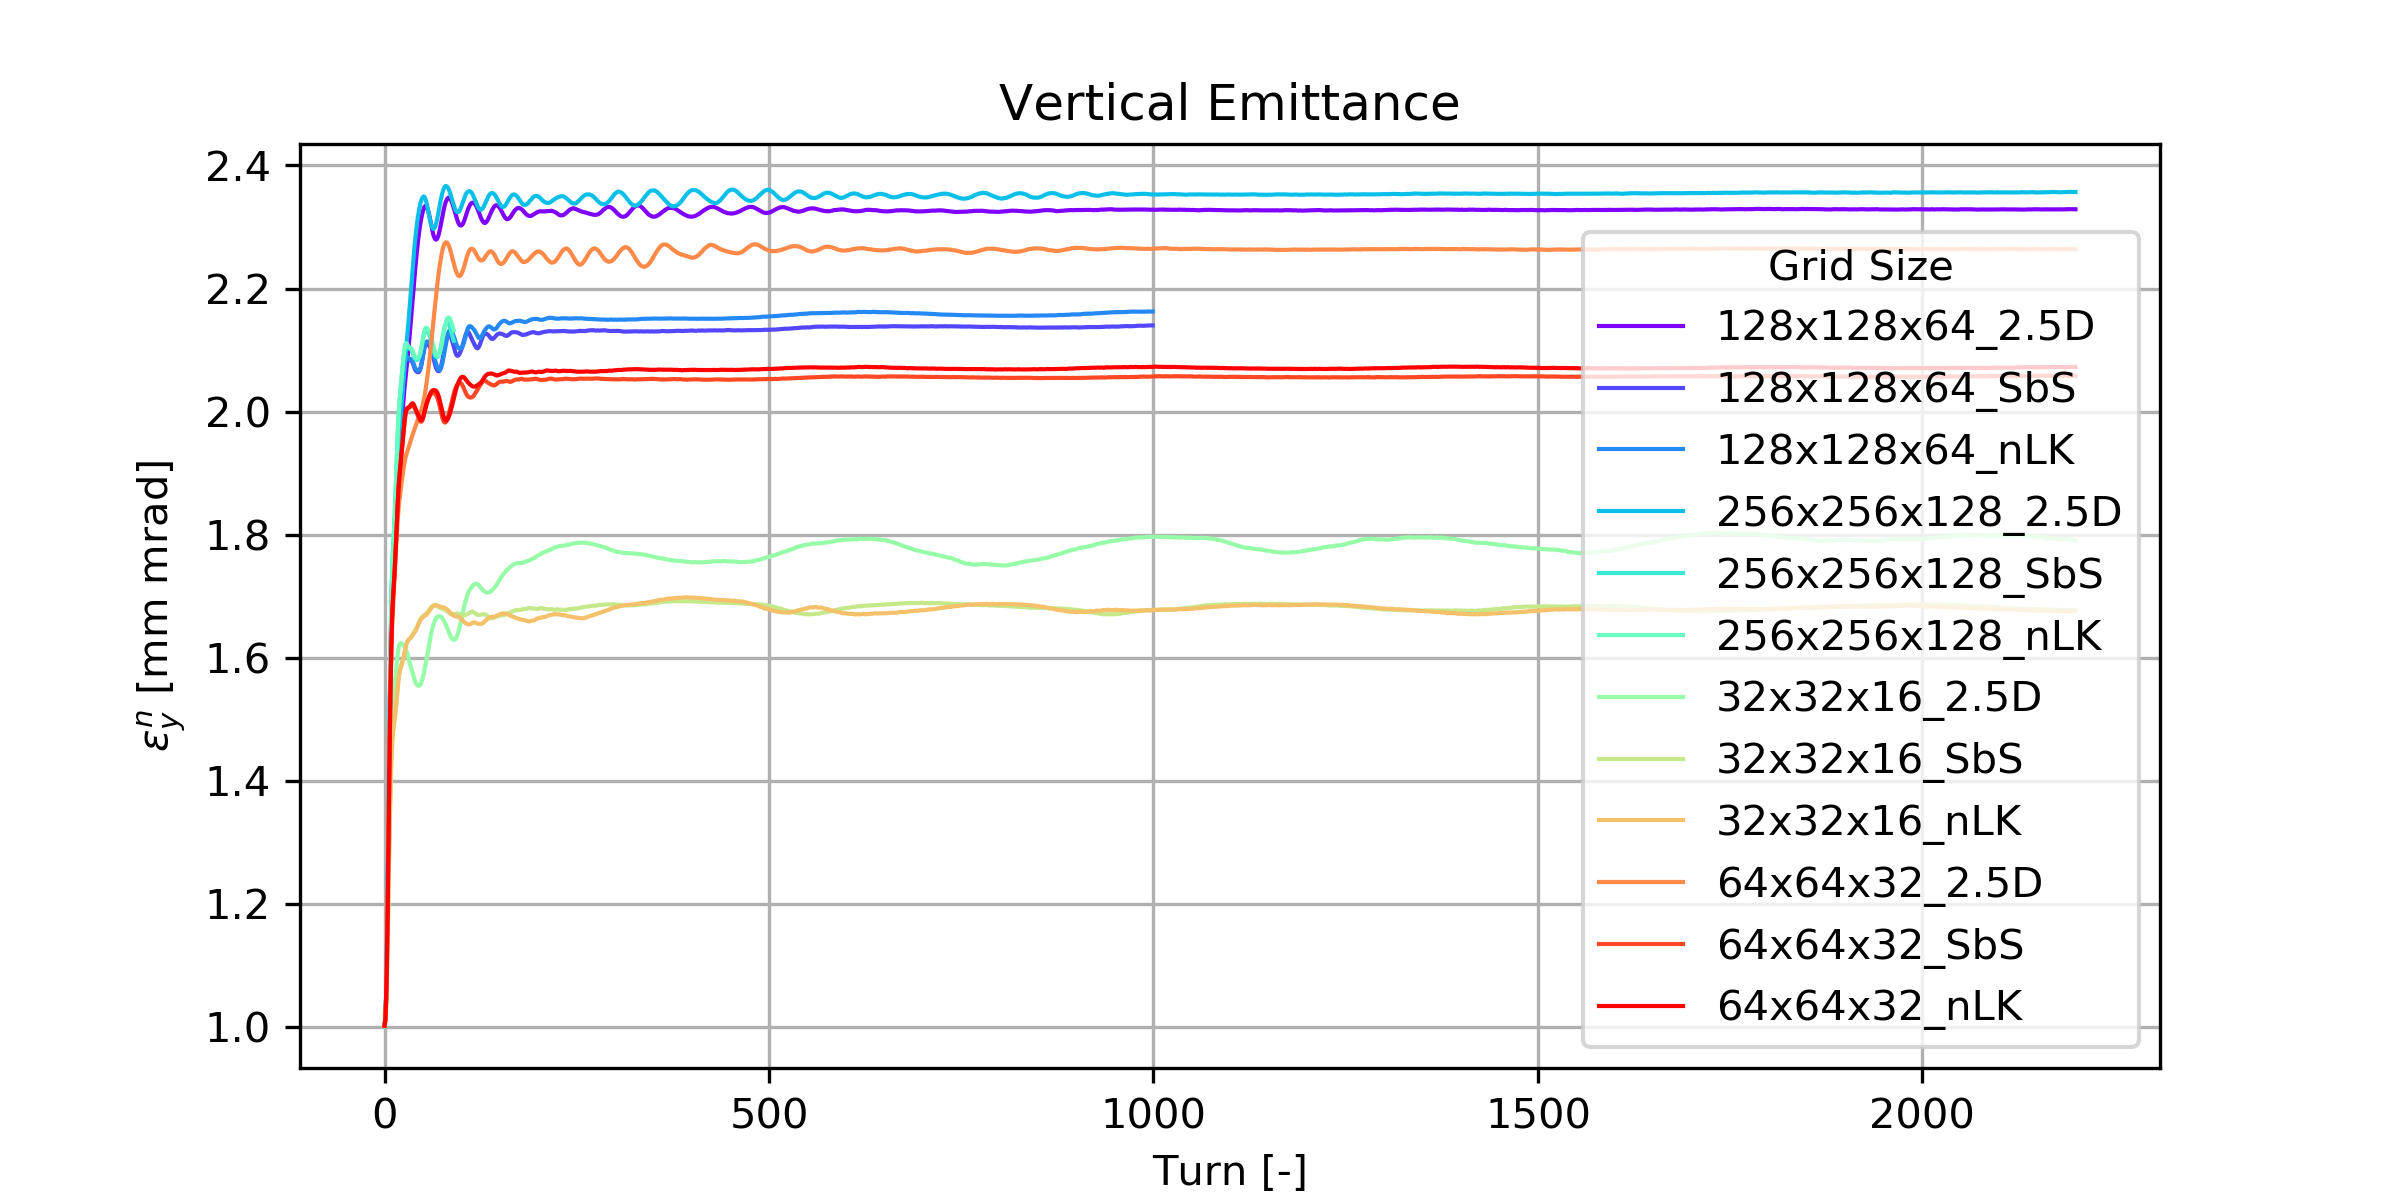 Vertical Emittance
2.4
2.2
2.0
1.8
1.6
1.4
1.2
1.0
ε_y^n [mm mrad]
Grid Size
128x128x64_2.5D
128x128x64_SbS
128x128x64_nLK
256x256x128_2.5D
256x256x128_SbS
256x256x128_nLK
32x32x16_2.5D
32x32x16_SbS
32x32x16_nLK
64x64x32_2.5D
64x64x32_SbS
64x64x32_nLK
0 500 1000 1500 2000
Turn [-]